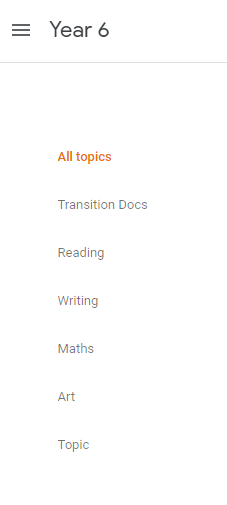 Year 6
All topics
Transition Docs
Reading
Writing
Maths
Art
Topic